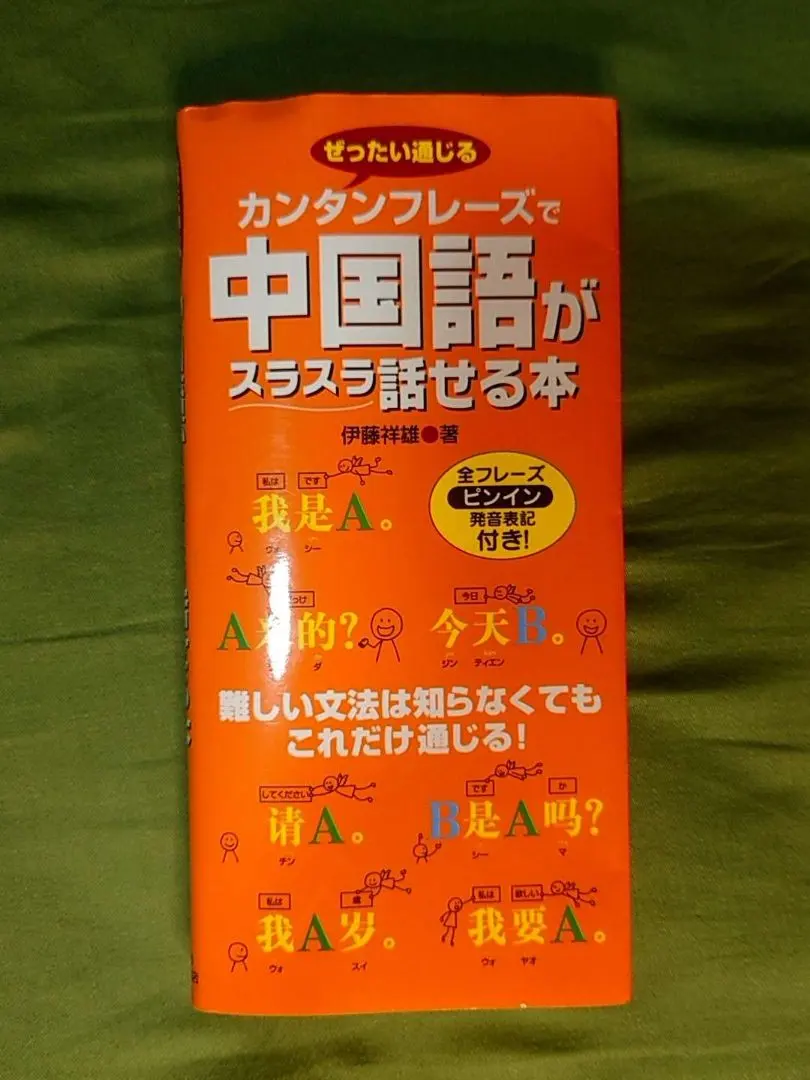 ぜったい通じる
カンタンフレーズで
中国語が
スラスラ話せる本
伊藤祥雄●著
全フレーズ
ピンイン
発音表記
付き!
私は です
我是A。
ウォ シー
っけ
A 的?
ダ
今日
今天B。
ジン ティエン
難しい文法は知らなくても
これだけ通じる!
してください
请A。
チン
です か
B是A吗?
シー マ
私は 歳
我A岁。
ウォ スイ
私は 欲しい
我要A。
ウォ ヤオ